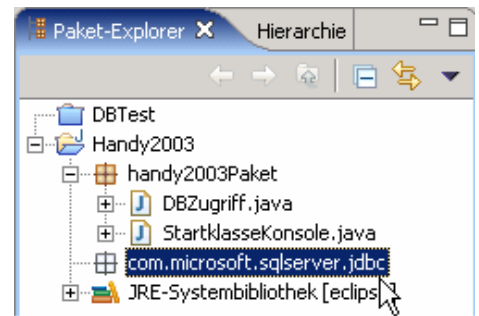 Paket-Explorer Hierarchie
DBTest
Handy2003
handy2003Paket
DBZugriff.java
StartklasseKonsole.java
com.microsoft.sqlserver.jdbc
JRE-Systembibliothek [eclips